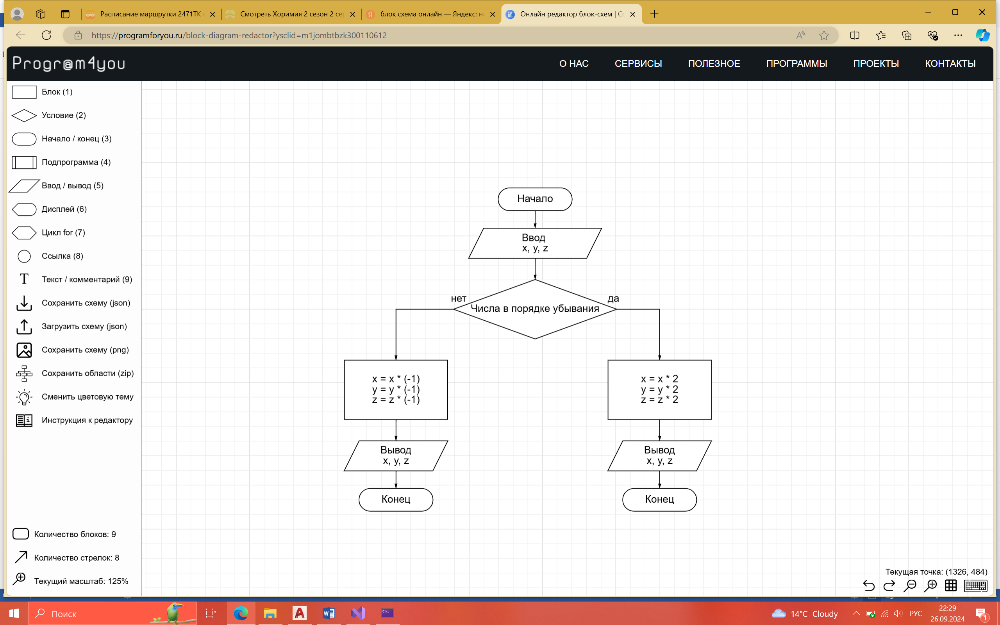 Расписание маршрутки 2471ТК
Смотреть Хоримия 2 сезон 2 сер
блок схема онлайн — Яндекс: на
Онлайн редактор блок-схем | Со
https://programforyou.ru/block-diagram-redactor?ysclid=m1jombtbzk300110612
Progr@m4you
О НАС
СЕРВИСЫ
ПОЛЕЗНОЕ
ПРОГРАММЫ
ПРОЕКТЫ
КОНТАКТЫ
Блок (1)
Условие (2)
Начало / конец (3)
Подпрограмма (4)
Ввод / вывод (5)
Дисплей (6)
Цикл for (7)
Ссылка (8)
T Текст / комментарий (9)
Сохранить схему (json)
Загрузить схему (json)
Сохранить схему (png)
Сохранить области (zip)
Сменить цветовую тему
Инструкция к редактору
Количество блоков: 9
Количество стрелок: 8
Текущий масштаб: 125%
Начало
Ввод
x, y, z
нет
да
Числа в порядке убывания
x = x * (-1)
y = y * (-1)
z = z * (-1)
x = x * 2
y = y * 2
z = z * 2
Вывод
x, y, z
Вывод
x, y, z
Конец
Конец
Текущая точка: (1326, 484)
Поиск
14°C Cloudy
РУС
22:29
26.09.2024
1